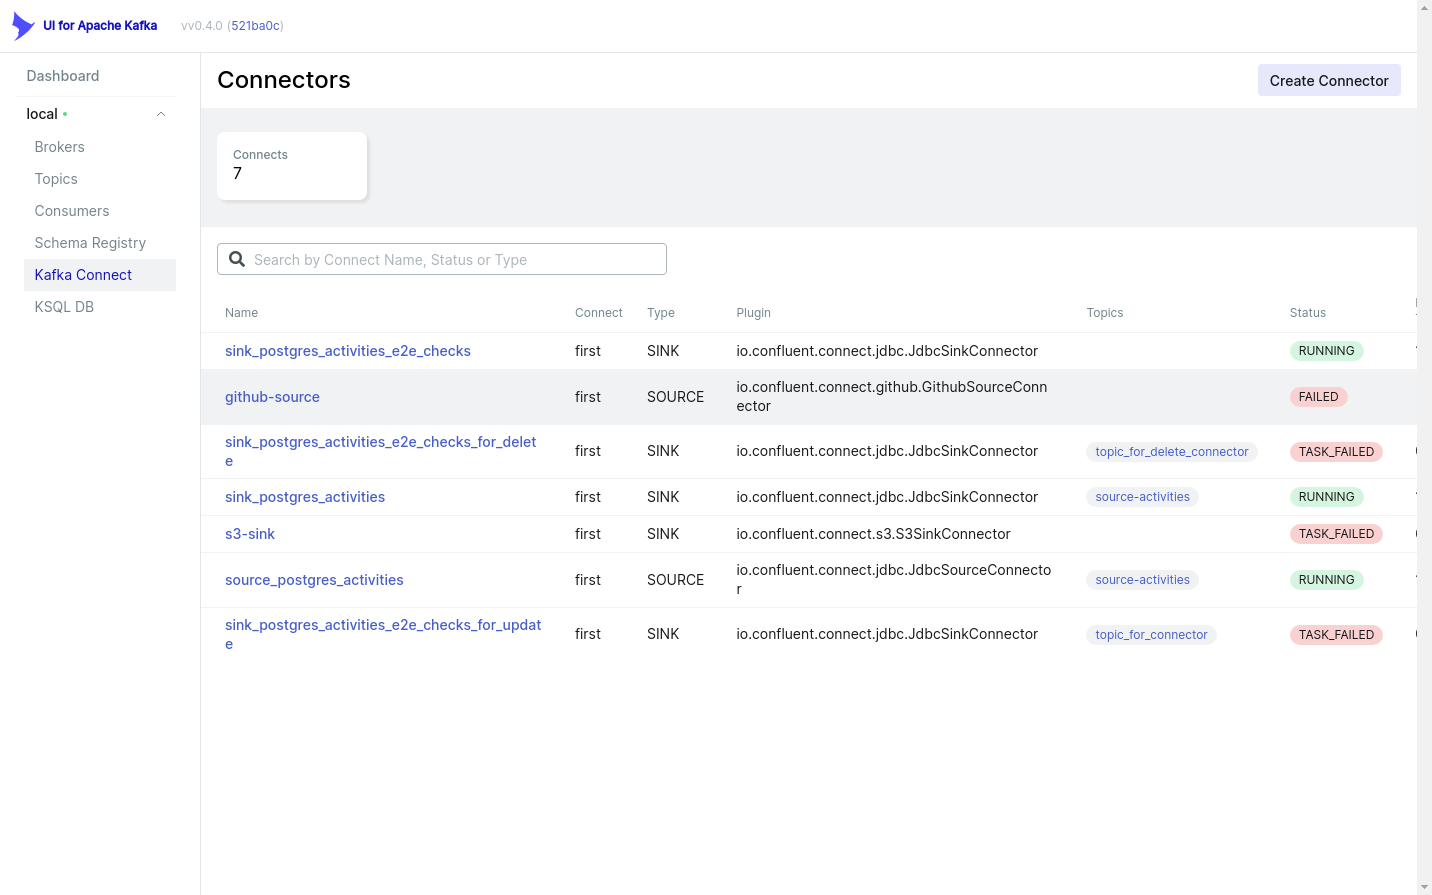 UI for Apache Kafka
vv0.4.0 (521ba0c)
Dashboard
local
Brokers
Topics
Consumers
Schema Registry
Kafka Connect
KSQL DB
Connectors
Create Connector
Connects
7
Search by Connect Name, Status or Type
Name Connect Type Plugin Topics Status
sink_postgres_activities_e2e_checks first SINK io.confluent.connect.jdbc.JdbcSinkConnector RUNNING
github-source first SOURCE io.confluent.connect.github.GithubSourceConn
ector FAILED
sink_postgres_activities_e2e_checks_for_delet
e first SINK io.confluent.connect.jdbc.JdbcSinkConnector topic_for_delete_connector TASK_FAILED
sink_postgres_activities first SINK io.confluent.connect.jdbc.JdbcSinkConnector source-activities RUNNING
s3-sink first SINK io.confluent.connect.s3.S3SinkConnector TASK_FAILED
source_postgres_activities first SOURCE io.confluent.connect.jdbc.JdbcSourceConnecto
r source-activities RUNNING
sink_postgres_activities_e2e_checks_for_updat
e first SINK io.confluent.connect.jdbc.JdbcSinkConnector topic_for_connector TASK_FAILED